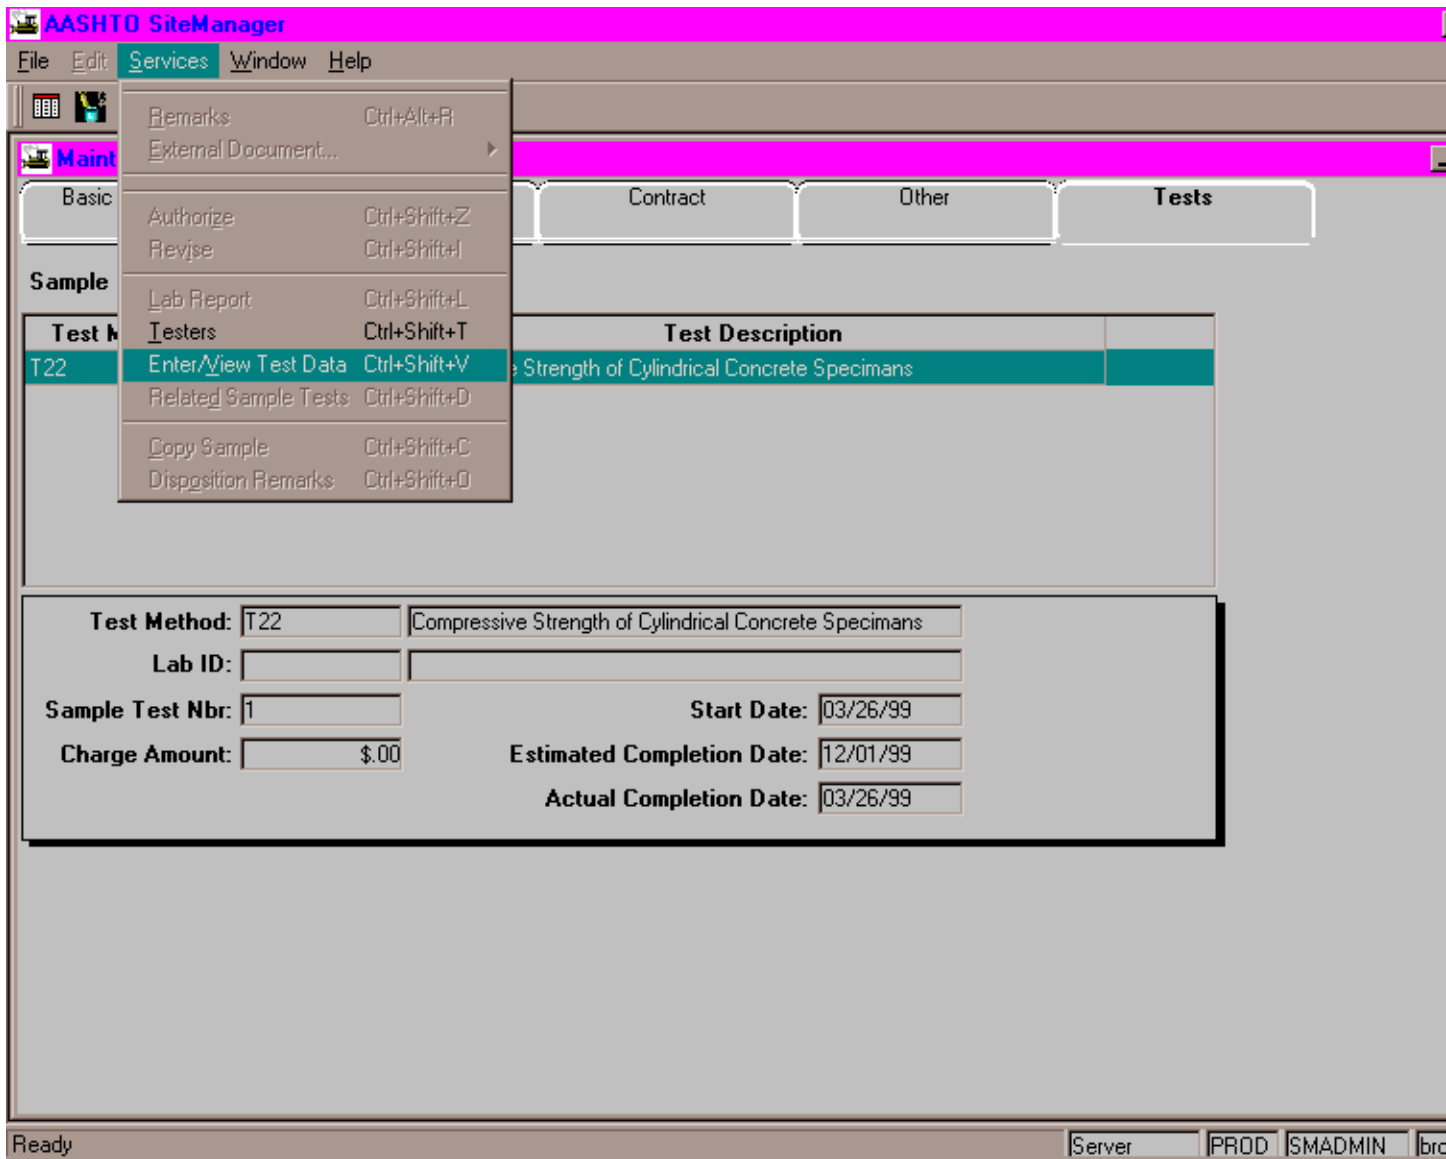 AASHTO SiteManager
File Edit Services Window Help
Remarks Ctrl+Alt+R
External Document...
Maint
Basic Contract Other Tests
Authorize Ctrl+Shift+Z
Revise Ctrl+Shift+I
Sample
Lab Report Ctrl+Shift+L
Testers Ctrl+Shift+T
Test M Test Description
Enter/View Test Data Ctrl+Shift+V
T22 e Strength of Cylindrical Concrete Specimans
Related Sample Tests Ctrl+Shift+D
Copy Sample Ctrl+Shift+C
Disposition Remarks Ctrl+Shift+O
Test Method: T22 Compressive Strength of Cylindrical Concrete Specimans
Lab ID:
Sample Test Nbr: 1 Start Date: 03/26/99
Charge Amount: $.00 Estimated Completion Date: 12/01/99
Actual Completion Date: 03/26/99
Ready Server PROD SMADMIN